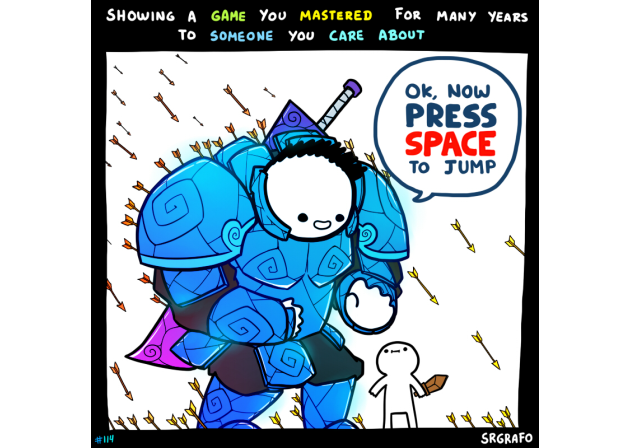 SHOWING A GAME YOU MASTERED FOR MANY YEARS
TO SOMEONE YOU CARE ABOUT
OK, NOW
PRESS
SPACE
TO JUMP
#114
SRGRAFO